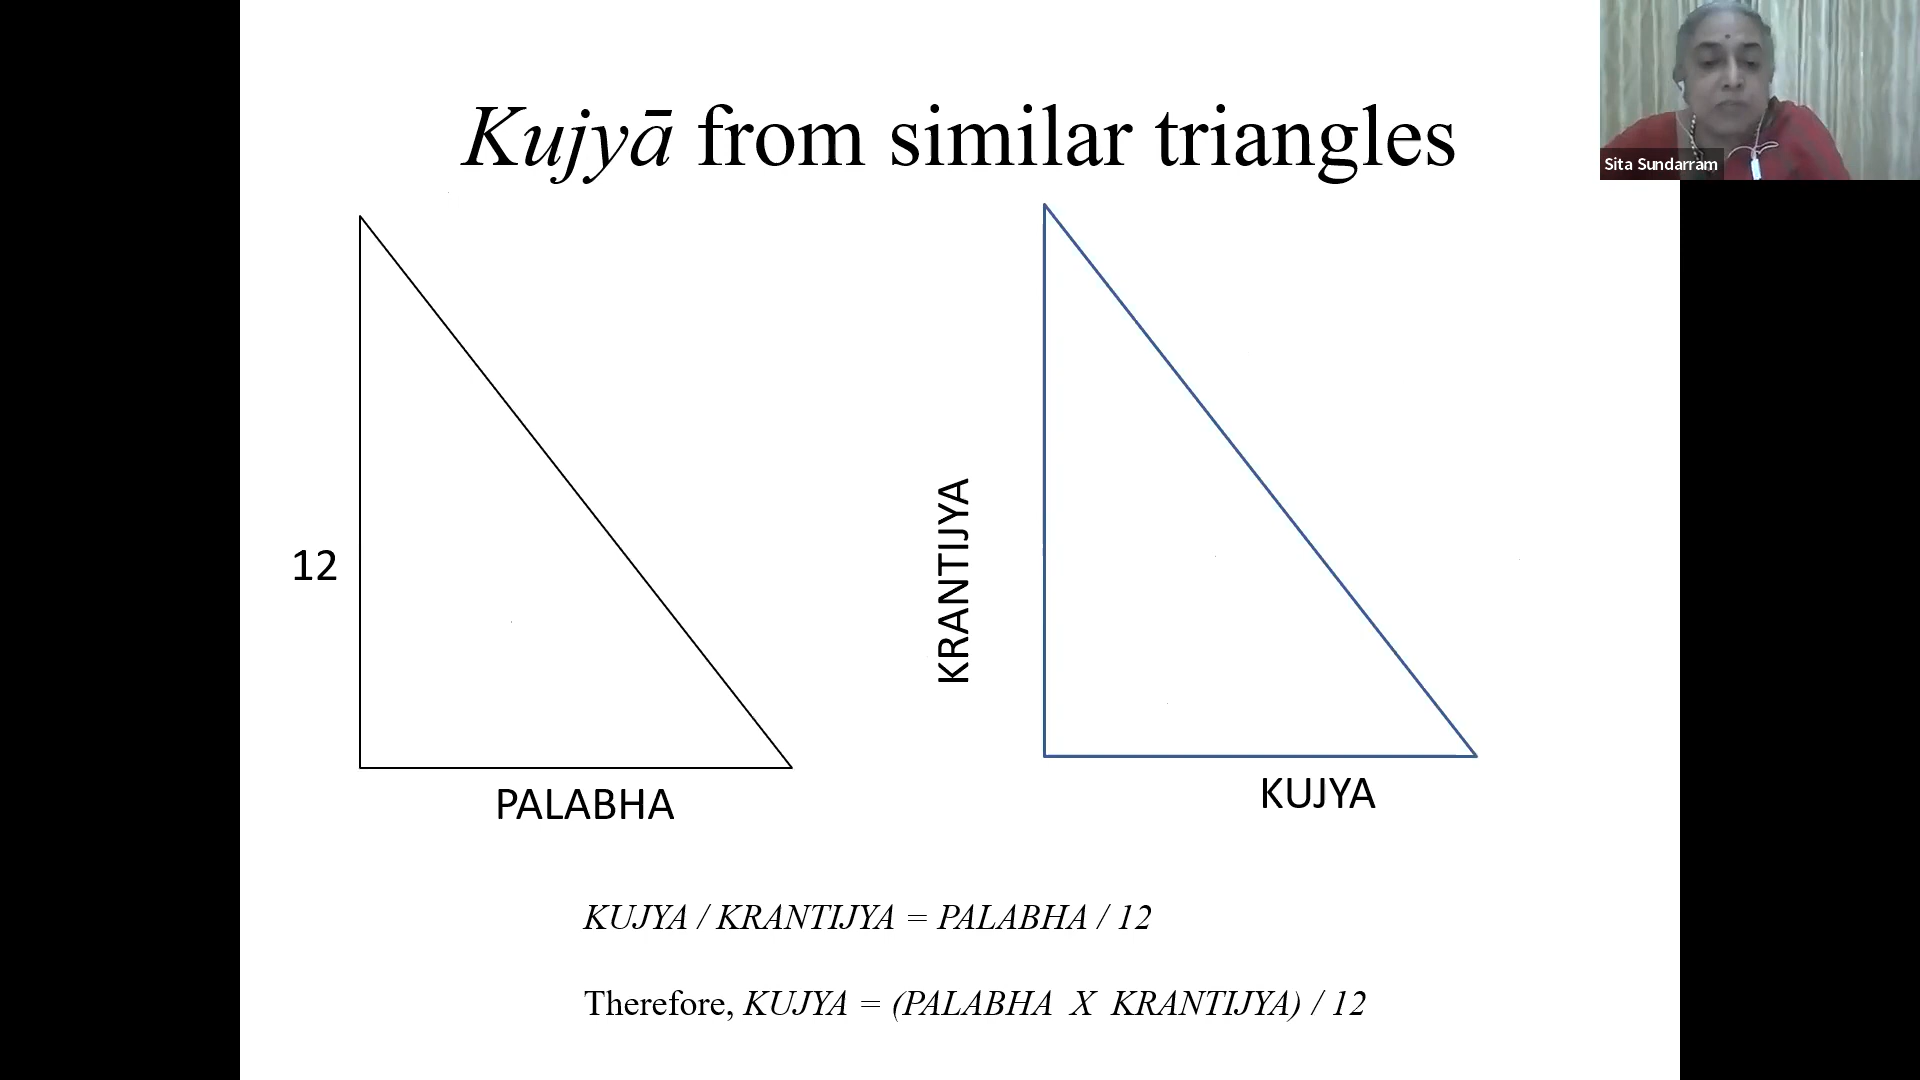 Kujyā from similar triangles
Sita Sundarram
12
PALABHA
KRANTIJYA
KUJYA
KUJYA / KRANTIJYA = PALABHA / 12
Therefore, KUJYA = (PALABHA X KRANTIJYA) / 12